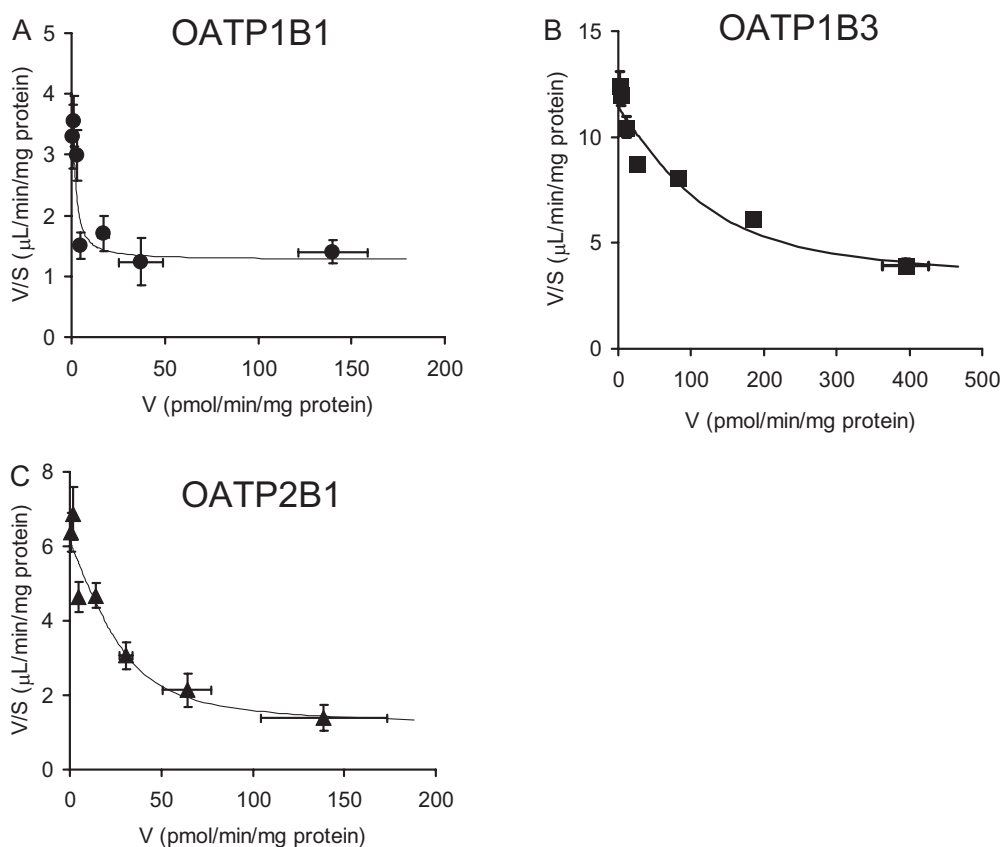 A
OATP1B1
5
4
3
2
1
0
V/S (μL/min/mg protein)
0 50 100 150 200
V (pmol/min/mg protein)
B
OATP1B3
15
10
5
0
V/S (μL/min/mg protein)
0 100 200 300 400 500
V (pmol/min/mg protein)
C
OATP2B1
8
6
4
2
0
V/S (μL/min/mg protein)
0 50 100 150 200
V (pmol/min/mg protein)